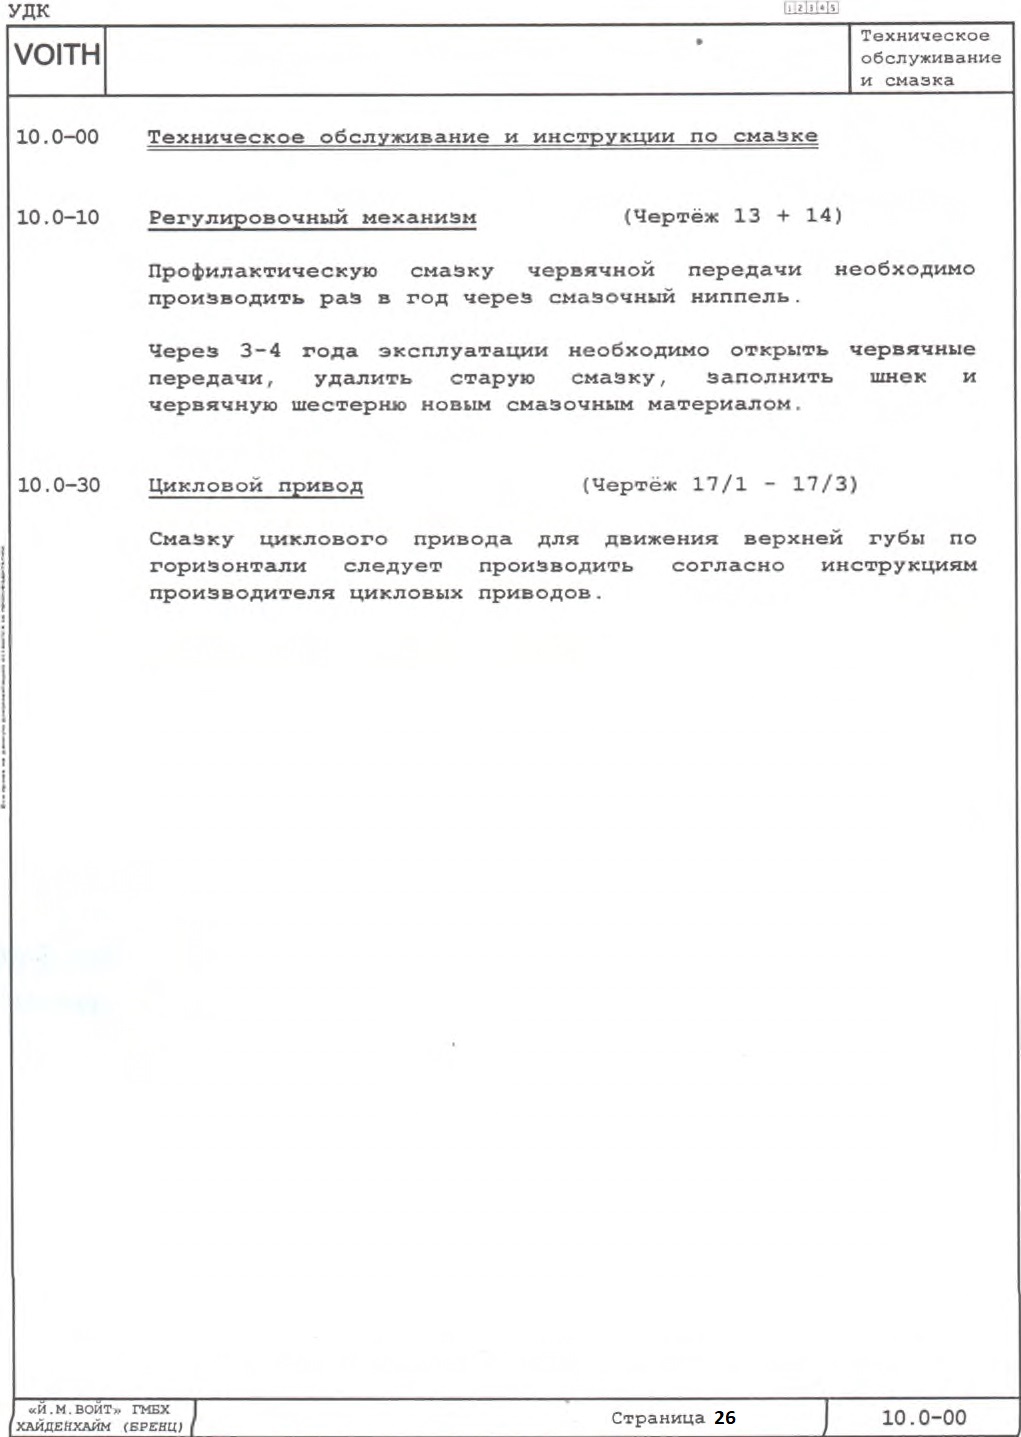 УДК
1 2 3 4 5
VOITH
Техническое
обслуживание
и смазка
10.0-00 Техническое обслуживание и инструкции по смазке
10.0-10 Регулировочный механизм (Чертёж 13 + 14)
Профилактическую смазку червячной передачи необходимо
производить раз в год через смазочный ниппель.
Через 3-4 года эксплуатации необходимо открыть червячные
передачи, удалить старую смазку, заполнить шнек и
червячную шестерню новым смазочным материалом.
10.0-30 Цикловой привод (Чертёж 17/1 - 17/3)
Смазку циклового привода для движения верхней губы по
горизонтали следует производить согласно инструкциям
производителя цикловых приводов.
«Й.М.ВОЙТ» ГМБХ
ХАЙДЕНХАЙМ (БРЕНЦ)
Страница 26
10.0-00